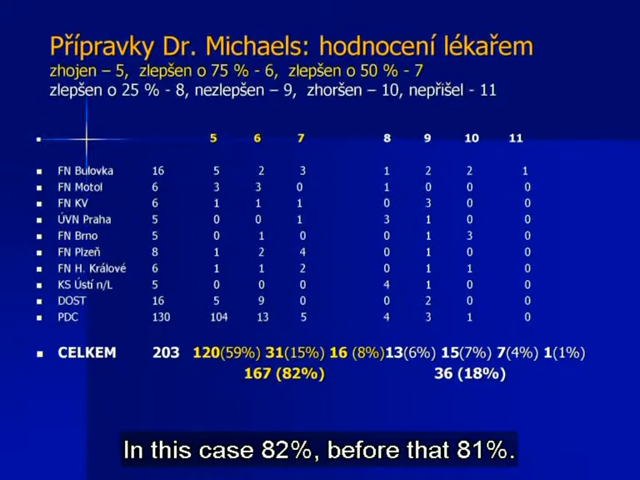 Přípravky Dr. Michaels: hodnocení lékařem
zhojen – 5, zlepšen o 75 % - 6, zlepšen o 50 % - 7
zlepšen o 25 % - 8, nezlepšen – 9, zhoršen – 10, nepřišel - 11
5 6 7 8 9 10 11
FN Bulovka 16 5 2 3 1 2 2 1
FN Motol 6 3 3 0 1 0 0 0
FN KV 6 1 1 1 0 3 0 0
ÚVN Praha 5 0 0 1 3 1 0 0
FN Brno 5 0 1 0 0 1 3 0
FN Plzeň 8 1 2 4 0 1 0 0
FN H. Králové 6 1 1 2 0 1 1 0
KS Ústí n/L 5 0 0 0 4 1 0 0
DOST 16 5 9 0 0 2 0 0
PDC 130 104 13 5 4 3 1 0
CELKEM 203 120(59%) 31(15%) 16 (8%)13(6%) 15(7%) 7(4%) 1(1%)
167 (82%) 36 (18%)
In this case 82%, before that 81%.